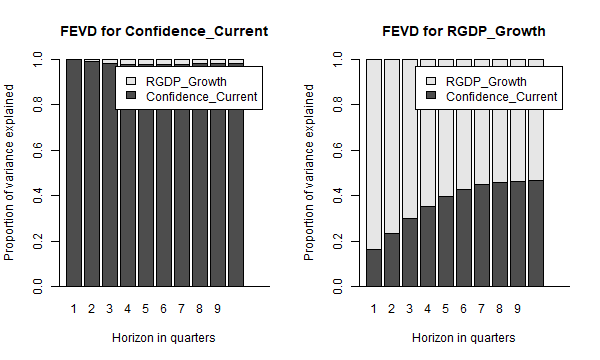 FEVD for Confidence_Current
Proportion of variance explained
1.0
0.8
0.6
0.4
0.2
0.0
RGDP_Growth
Confidence_Current
1 2 3 4 5 6 7 8 9
Horizon in quarters
FEVD for RGDP_Growth
Proportion of variance explained
1.0
0.8
0.6
0.4
0.2
0.0
RGDP_Growth
Confidence_Current
1 2 3 4 5 6 7 8 9
Horizon in quarters